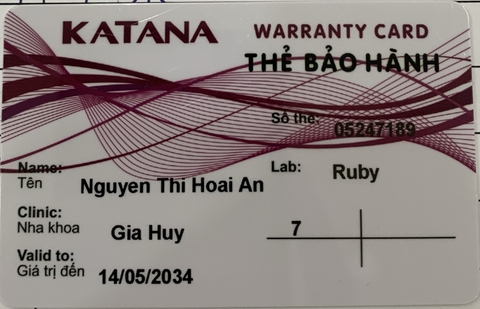 KATANA
WARRANTY CARD
THẺ BẢO HÀNH
Số thẻ: 05247189
Name:
Tên Nguyen Thi Hoai An
Lab: Ruby
Clinic:
Nha khoa Gia Huy
7
Valid to:
Giá trị đến 14/05/2034